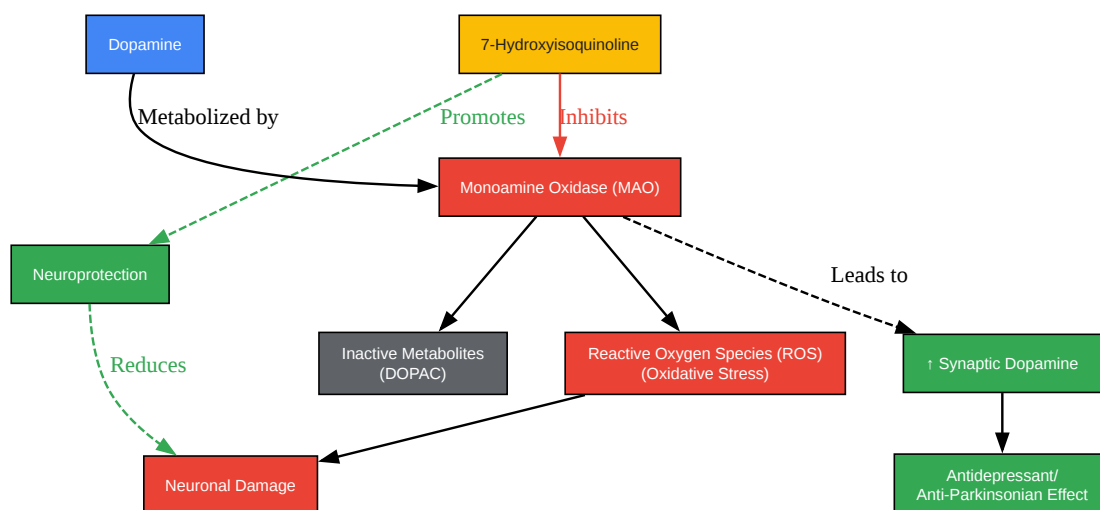 Dopamine
7-Hydroxyisoquinoline
Metabolized by
Promotes
Inhibits
Monoamine Oxidase (MAO)
Neuroprotection
Leads to
Reduces
Inactive Metabolites
(DOPAC)
Reactive Oxygen Species (ROS)
(Oxidative Stress)
↑ Synaptic Dopamine
Neuronal Damage
Antidepressant/
Anti-Parkinsonian Effect